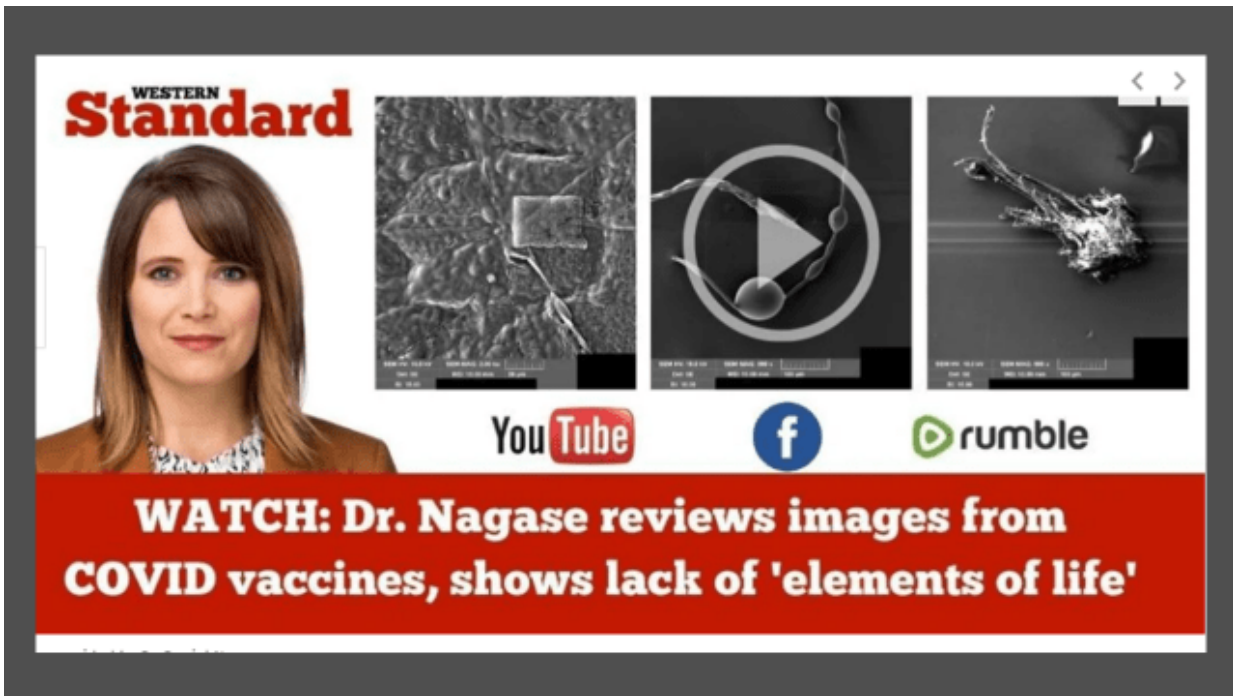 WESTERN
Standard
YouTube
f
rumble
WATCH: Dr. Nagase reviews images from
COVID vaccines, shows lack of 'elements of life'